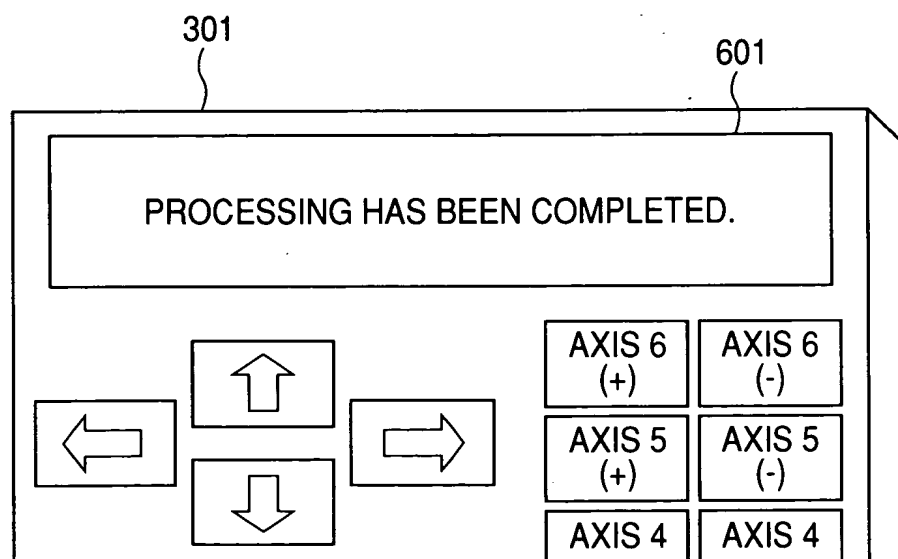 301
601
PROCESSING HAS BEEN COMPLETED.
AXIS 6
(+)
AXIS 6
(-)
AXIS 5
(+)
AXIS 5
(-)
AXIS 4
AXIS 4